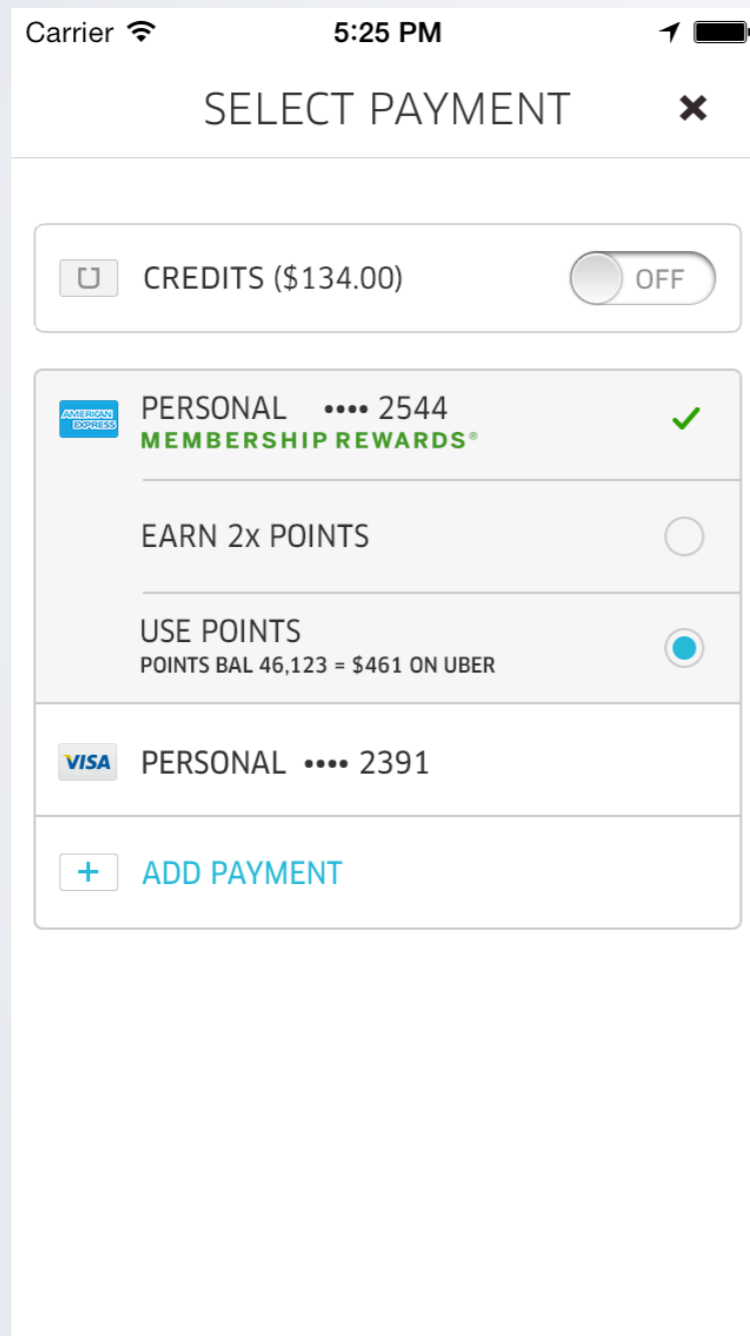 Carrier 5:25 PM
SELECT PAYMENT
CREDITS ($134.00) OFF
AMERICAN
EXPRESS
PERSONAL •••• 2544
MEMBERSHIP REWARDS®
EARN 2x POINTS
USE POINTS
POINTS BAL 46,123 = $461 ON UBER
VISA PERSONAL •••• 2391
+ ADD PAYMENT